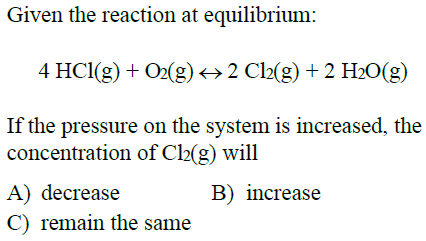 Given the reaction at equilibrium:
4 HCl(g) + O2(g) ↔ 2 Cl2(g) + 2 H2O(g)
If the pressure on the system is increased, the
concentration of Cl2(g) will
A) decrease B) increase
C) remain the same